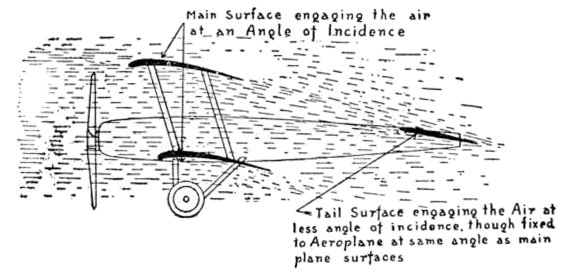 Main Surface engaging the air
at an Angle of Incidence
Tail Surface engaging the Air at
less angle of incidence, though fixed
to Aeroplane at same angle as main
plane surfaces